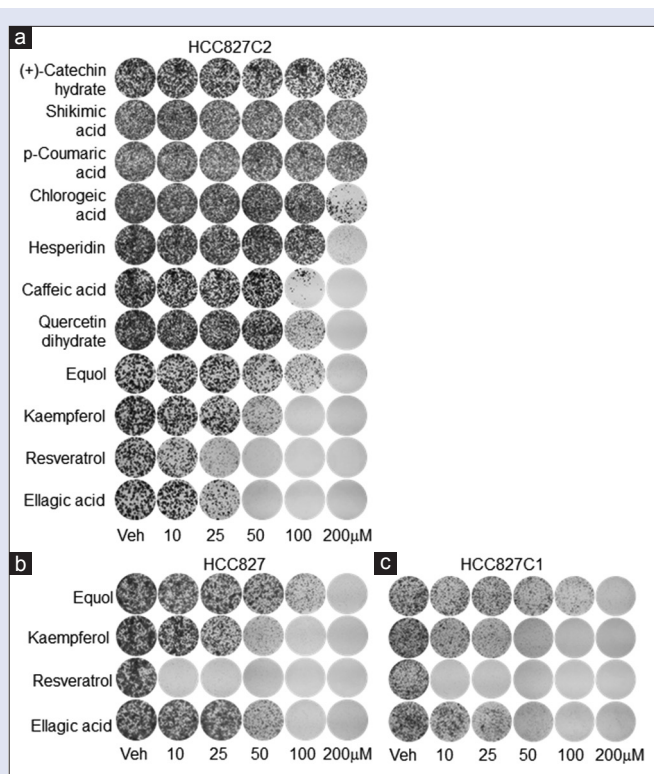 a
HCC827C2
(+)-Catechin
hydrate
Shikimic
acid
p-Coumaric
acid
Chlorogeic
acid
Hesperidin
Caffeic acid
Quercetin
dihydrate
Equol
Kaempferol
Resveratrol
Ellagic acid
Veh 10 25 50 100 200μM
b
HCC827
Equol
Kaempferol
Resveratrol
Ellagic acid
Veh 10 25 50 100 200μM
c
HCC827C1
Veh 10 25 50 100 200μM